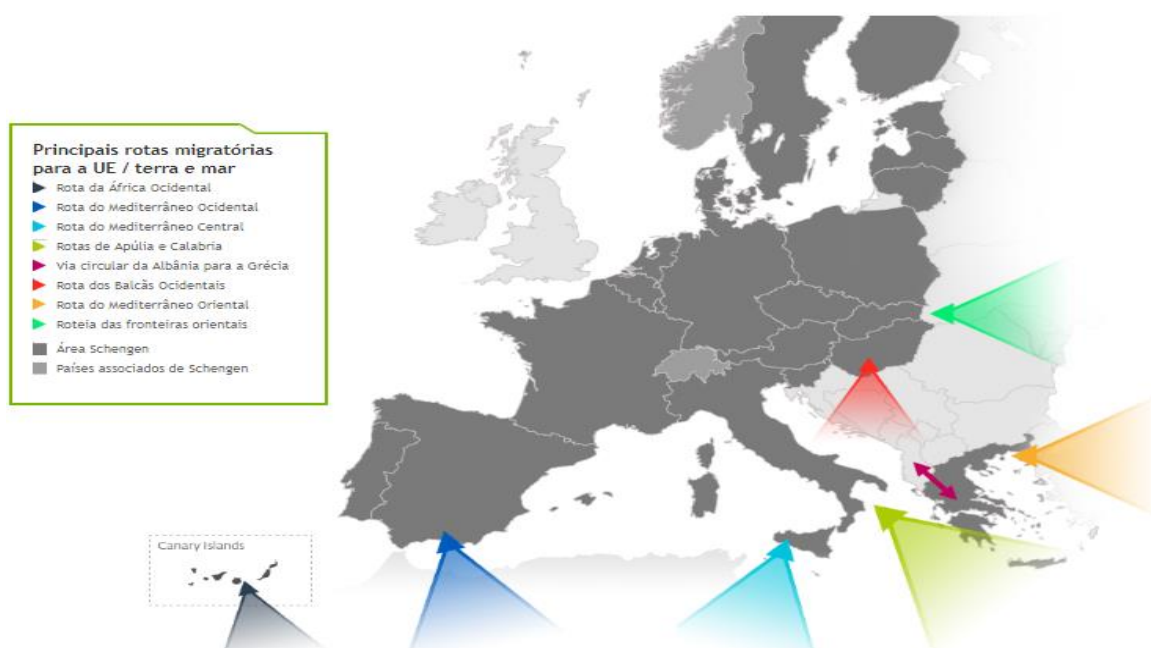 Principais rotas migratórias
para a UE / terra e mar
Rota da África Ocidental
Rota do Mediterrâneo Ocidental
Rota do Mediterrâneo Central
Rotas de Apúlia e Calabria
Via circular da Albânia para a Grécia
Rota dos Balcãs Ocidentais
Rota do Mediterrâneo Oriental
Roteia das fronteiras orientais
Área Schengen
Países associados de Schengen
Canary Islands